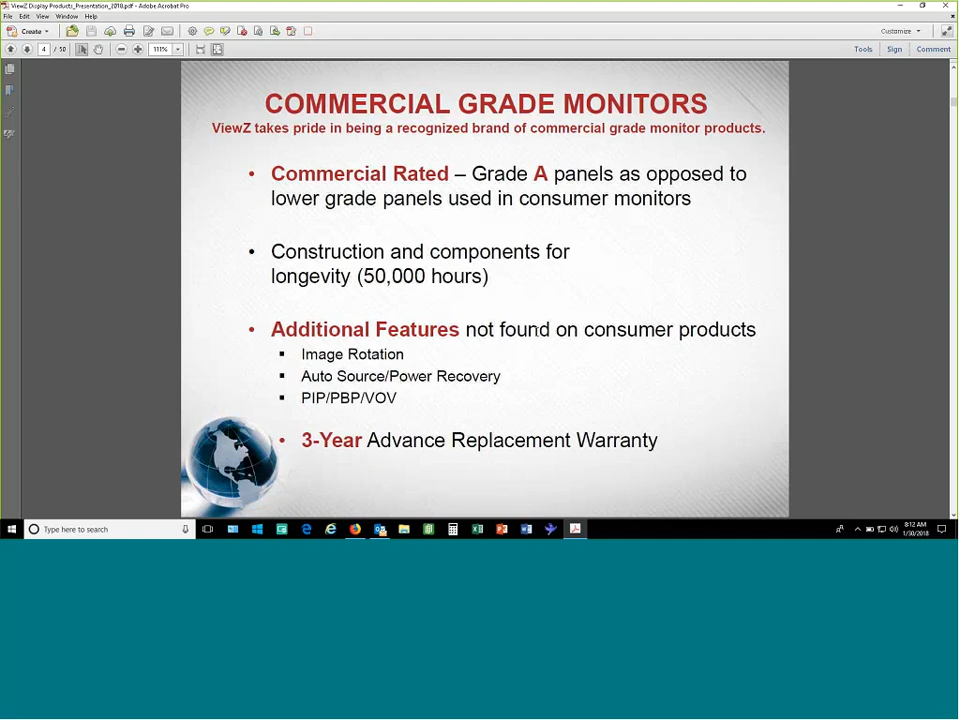 ViewZ Display Products_Presentation_2018.pdf - Adobe Acrobat Pro
File Edit View Window Help
Create Customize
4 / 50 111% Tools Sign Comment
COMMERCIAL GRADE MONITORS
ViewZ takes pride in being a recognized brand of commercial grade monitor products.
• Commercial Rated – Grade A panels as opposed to
lower grade panels used in consumer monitors
• Construction and components for
longevity (50,000 hours)
• Additional Features not found on consumer products
▪ Image Rotation
▪ Auto Source/Power Recovery
▪ PIP/PBP/VOV
• 3-Year Advance Replacement Warranty
Type here to search
8:12 AM
1/30/2018